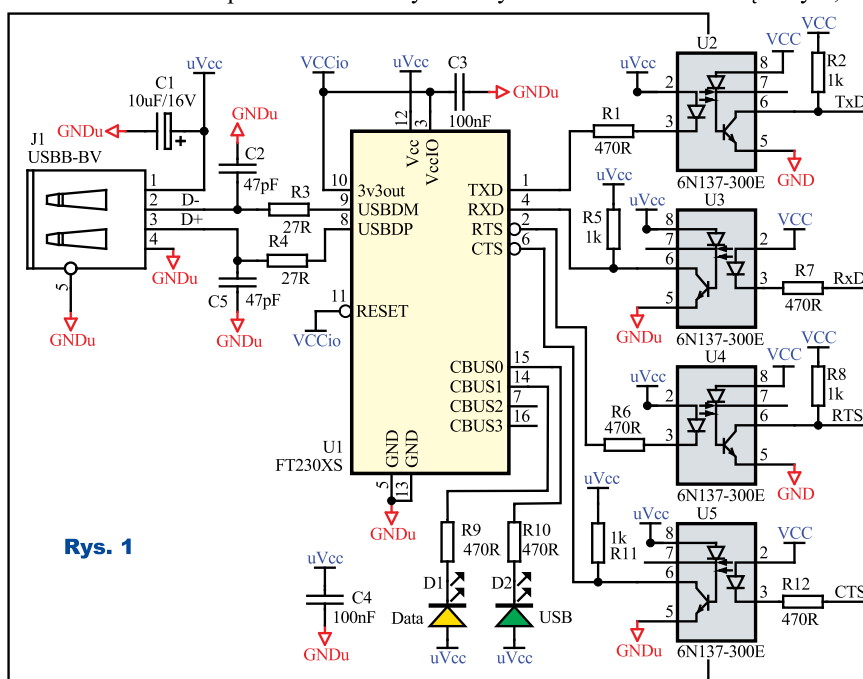 uVcc
C1
10uF/16V
GNDu
+
J1
USBB-BV
GNDu
C2
47pF
1
2
D-
3
D+
4
5
GNDu
GNDu
R3
27R
R4
27R
C5
47pF
GNDu
VCCio
uVcc
C3
100nF
GNDu
12
3
Vcc
VccIO
10
3v3out
9
USBDM
8
USBDP
11
RESET
VCCio
TXD
1
RXD
4
RTS
2
CTS
6
CBUS0
15
CBUS1
14
CBUS2
7
CBUS3
16
GND
GND
5
13
U1
FT230XS
GNDu
R1
470R
uVcc
R5
1k
R6
470R
uVcc
1k
R11
U2
uVcc
2
3
8
7
6
5
VCC
VCC
R2
1k
TxD
GND
6N137-300E
U3
uVcc
8
7
6
5
2
3
VCC
R7
470R
RxD
GNDu
6N137-300E
U4
uVcc
2
3
8
7
6
5
VCC
VCC
R8
1k
RTS
GND
6N137-300E
U5
uVcc
8
7
6
5
2
3
VCC
R12
470R
CTS
GNDu
6N137-300E
R9
470R
R10
470R
D1
Data
uVcc
D2
USB
uVcc
Rys. 1
uVcc
C4
100nF
GNDu